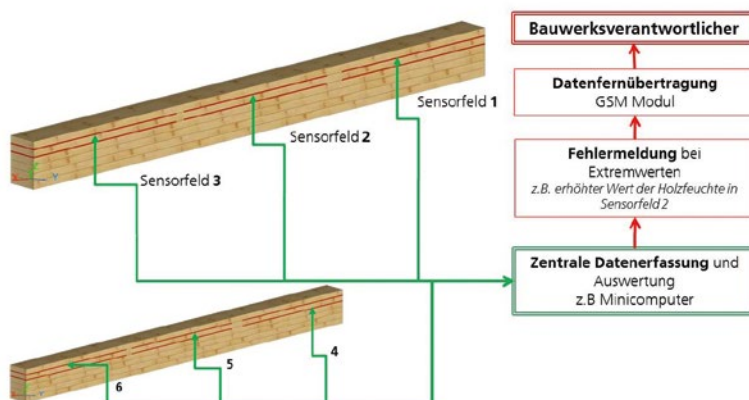 Bauwerksverantwortlicher
Datenfernübertragung
GSM Modul
Sensorfeld 1
Fehlermeldung bei
Extremwerten
z.B. erhöhter Wert der Holzfeuchte in
Sensorfeld 2
Sensorfeld 2
Sensorfeld 3
Zentrale Datenerfassung und
Auswertung
z.B Minicomputer
4
5
6